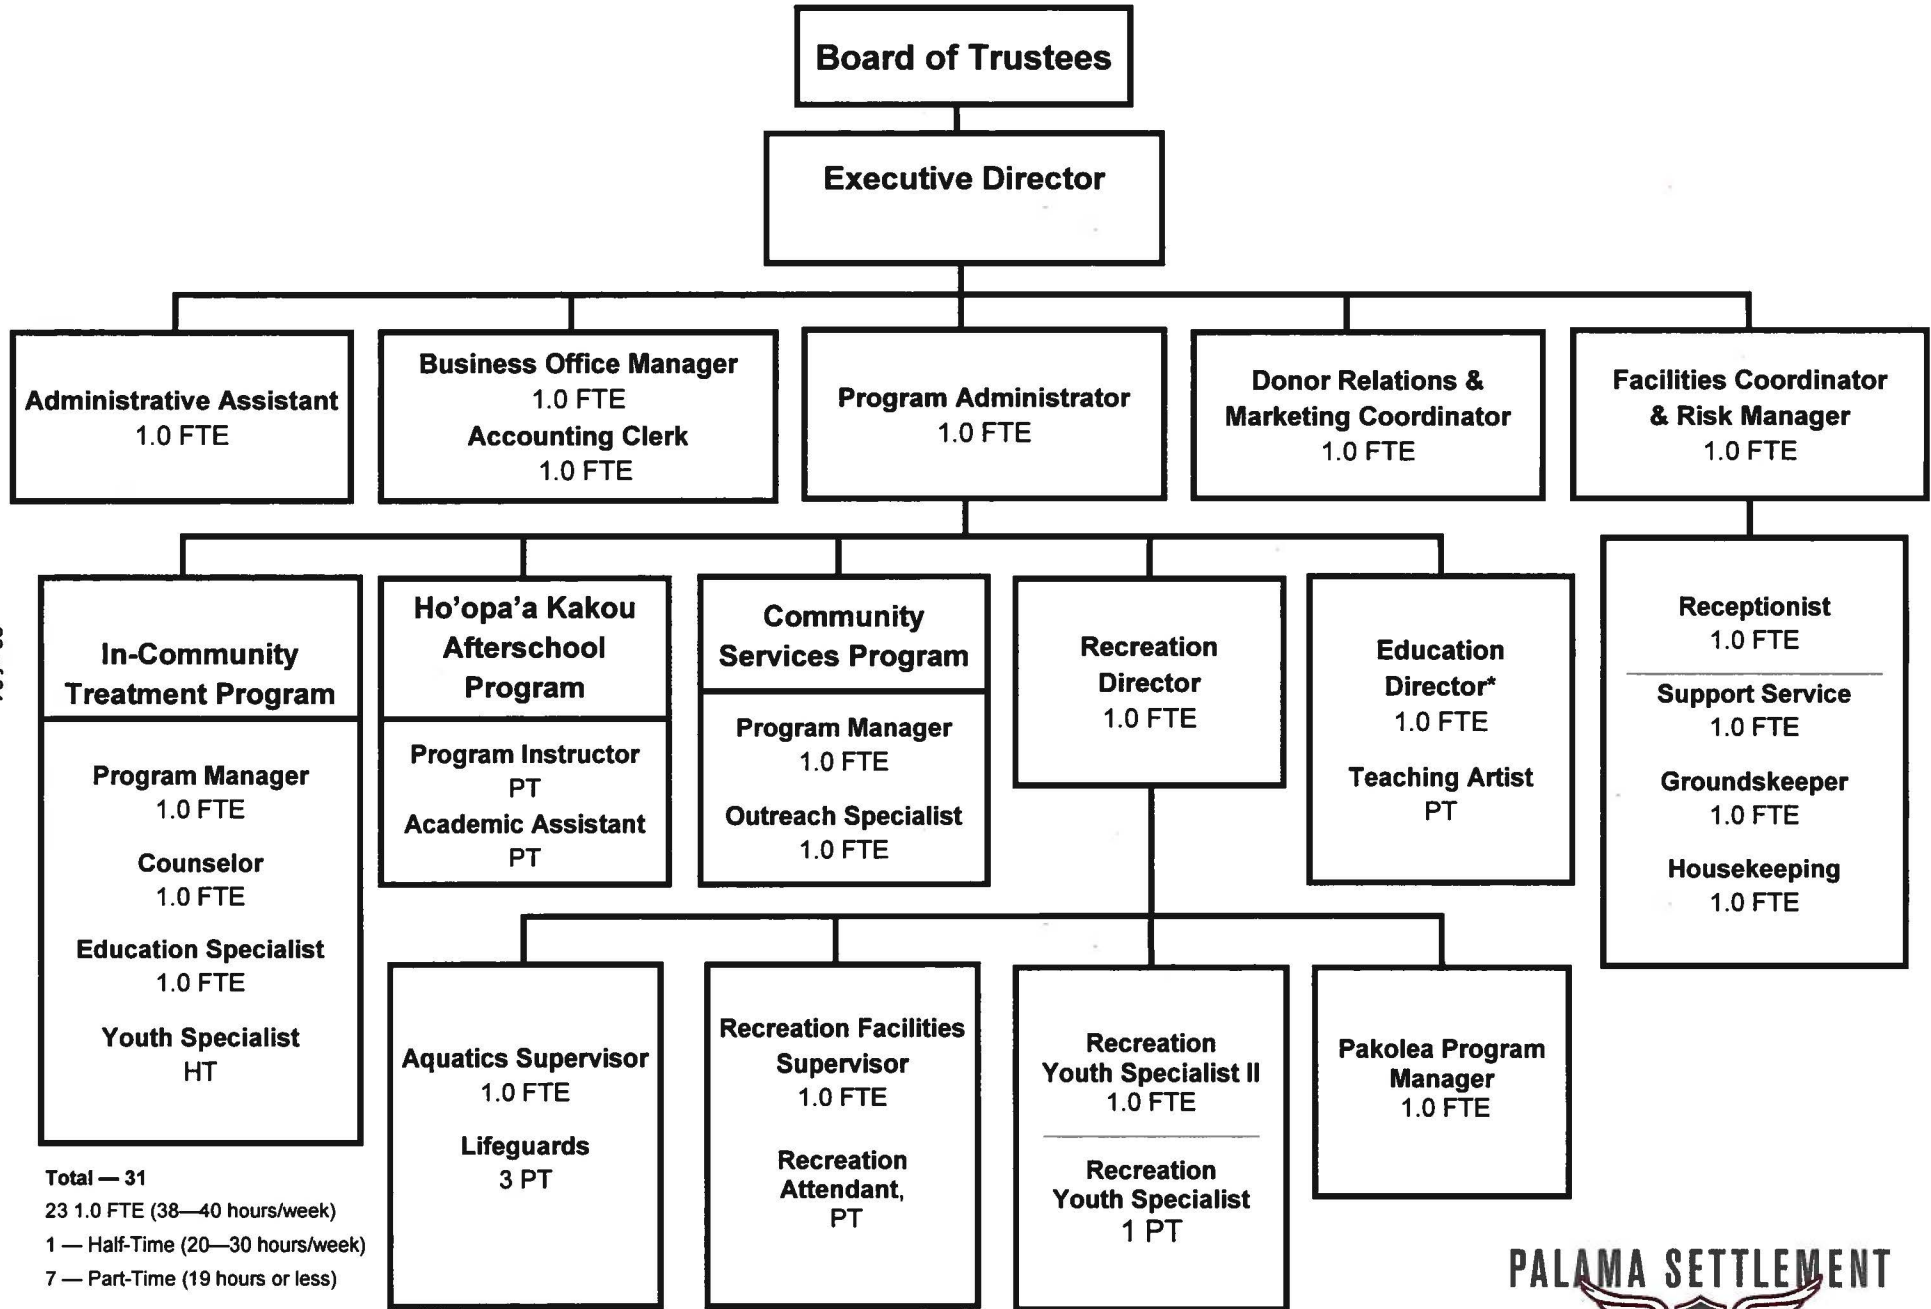 Board of Trustees
Executive Director
Administrative Assistant
1.0 FTE
Business Office Manager
1.0 FTE
Accounting Clerk
1.0 FTE
Program Administrator
1.0 FTE
Donor Relations &
Marketing Coordinator
1.0 FTE
Facilities Coordinator
& Risk Manager
1.0 FTE
In-Community
Treatment Program
Program Manager
1.0 FTE
Counselor
1.0 FTE
Education Specialist
1.0 FTE
Youth Specialist
HT
Ho'opa'a Kakou
Afterschool
Program
Program Instructor
PT
Academic Assistant
PT
Community
Services Program
Program Manager
1.0 FTE
Outreach Specialist
1.0 FTE
Recreation
Director
1.0 FTE
Education
Director*
1.0 FTE
Teaching Artist
PT
Receptionist
1.0 FTE
Support Service
1.0 FTE
Groundskeeper
1.0 FTE
Housekeeping
1.0 FTE
Aquatics Supervisor
1.0 FTE
Lifeguards
3 PT
Recreation Facilities
Supervisor
1.0 FTE
Recreation
Attendant,
PT
Recreation
Youth Specialist II
1.0 FTE
Recreation
Youth Specialist
1 PT
Pakolea Program
Manager
1.0 FTE
Total — 31
23 1.0 FTE (38—40 hours/week)
1 — Half-Time (20—30 hours/week)
7 — Part-Time (19 hours or less)
PALAMA SETTLEMENT